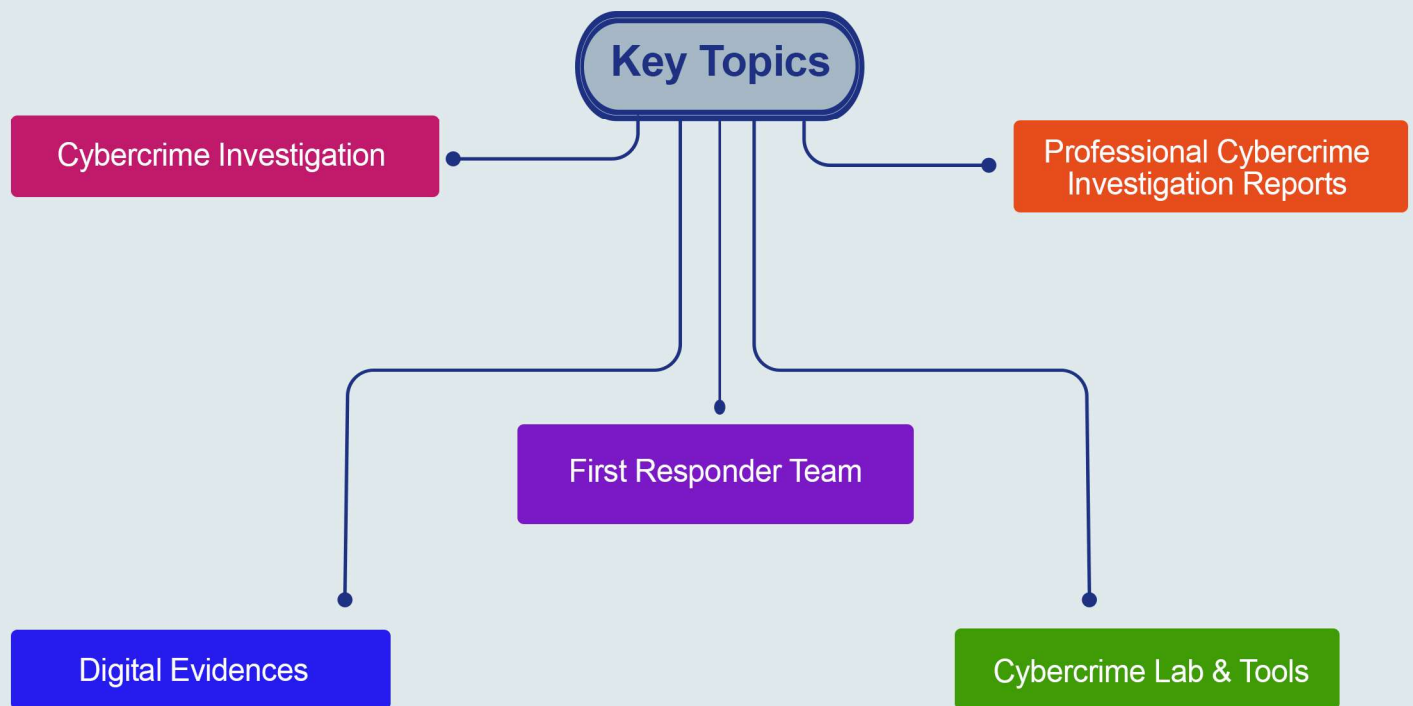 Key Topics
Cybercrime Investigation
Professional Cybercrime
Investigation Reports
First Responder Team
Digital Evidences
Cybercrime Lab & Tools